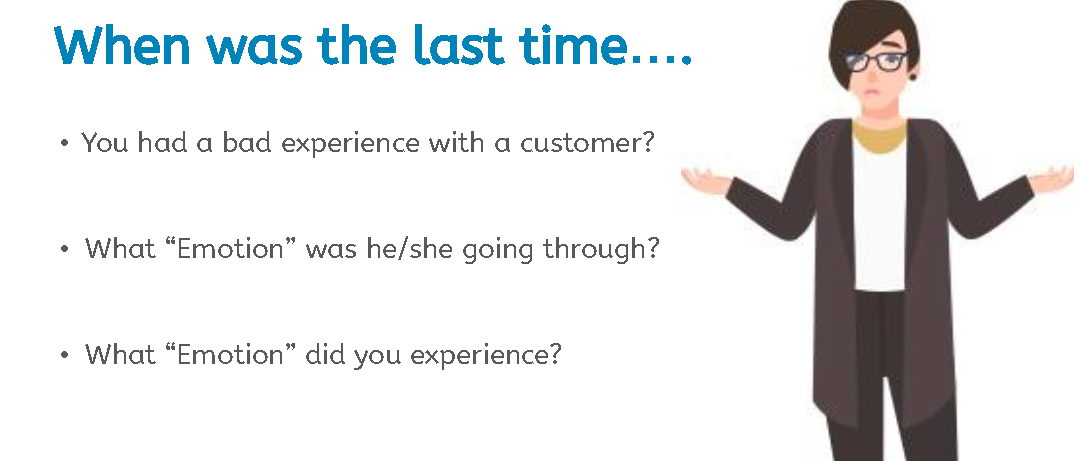 When was the last time....
• You had a bad experience with a customer?
• What “Emotion” was he/she going through?
• What “Emotion” did you experience?